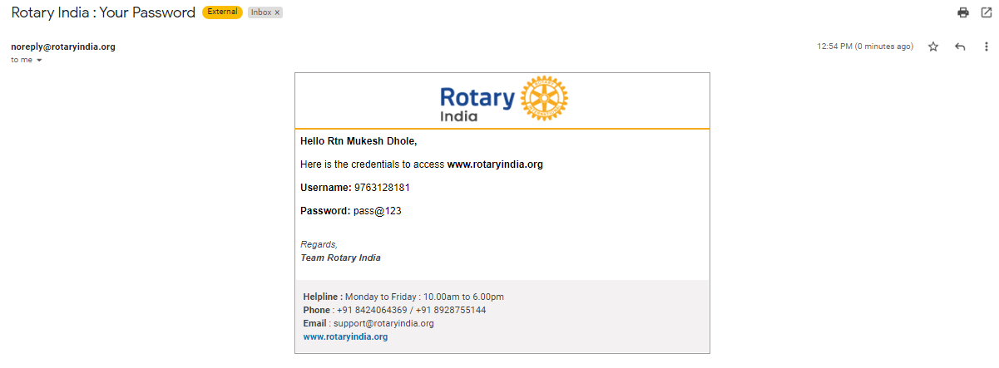 Rotary India : Your Password External Inbox x
noreply@rotaryindia.org 12:54 PM (0 minutes ago)
to me
Rotary
India
ROTARY
INTERNATIONAL
Hello Rtn Mukesh Dhole,
Here is the credentials to access www.rotaryindia.org
Username: 9763128181
Password: pass@123
Regards,
Team Rotary India
Helpline : Monday to Friday : 10.00am to 6.00pm
Phone : +91 8424064369 / +91 8928755144
Email : support@rotaryindia.org
www.rotaryindia.org